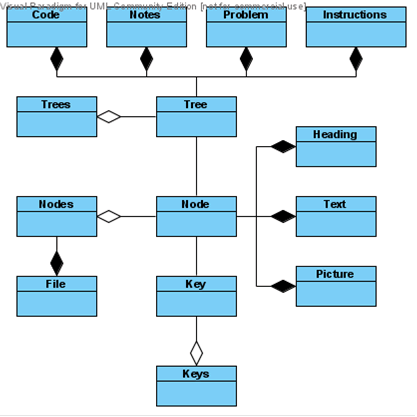 Visual Paradigm for UML Community Edition [not for commercial use]
Code Notes Problem Instructions
Trees Tree
Heading
Nodes Node Text
Picture
File Key
Keys